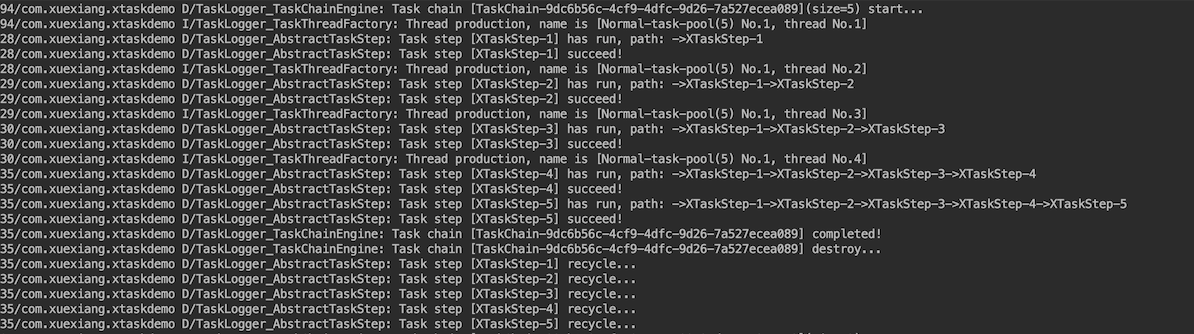 94/com.xuexiang.xtaskdemo D/TaskLogger_TaskChainEngine: Task chain [TaskChain-9dc6b56c-4cf9-4dfc-9d26-7a527ecea089](size=5) start...
94/com.xuexiang.xtaskdemo I/TaskLogger_TaskThreadFactory: Thread production, name is [Normal-task-pool(5) No.1, thread No.1]
28/com.xuexiang.xtaskdemo D/TaskLogger_AbstractTaskStep: Task step [XTaskStep-1] has run, path: ->XTaskStep-1
28/com.xuexiang.xtaskdemo D/TaskLogger_AbstractTaskStep: Task step [XTaskStep-1] succeed!
28/com.xuexiang.xtaskdemo I/TaskLogger_TaskThreadFactory: Thread production, name is [Normal-task-pool(5) No.1, thread No.2]
29/com.xuexiang.xtaskdemo D/TaskLogger_AbstractTaskStep: Task step [XTaskStep-2] has run, path: ->XTaskStep-1->XTaskStep-2
29/com.xuexiang.xtaskdemo D/TaskLogger_AbstractTaskStep: Task step [XTaskStep-2] succeed!
29/com.xuexiang.xtaskdemo I/TaskLogger_TaskThreadFactory: Thread production, name is [Normal-task-pool(5) No.1, thread No.3]
30/com.xuexiang.xtaskdemo D/TaskLogger_AbstractTaskStep: Task step [XTaskStep-3] has run, path: ->XTaskStep-1->XTaskStep-2->XTaskStep-3
30/com.xuexiang.xtaskdemo D/TaskLogger_AbstractTaskStep: Task step [XTaskStep-3] succeed!
30/com.xuexiang.xtaskdemo I/TaskLogger_TaskThreadFactory: Thread production, name is [Normal-task-pool(5) No.1, thread No.4]
35/com.xuexiang.xtaskdemo D/TaskLogger_AbstractTaskStep: Task step [XTaskStep-4] has run, path: ->XTaskStep-1->XTaskStep-2->XTaskStep-3->XTaskStep-4
35/com.xuexiang.xtaskdemo D/TaskLogger_AbstractTaskStep: Task step [XTaskStep-4] succeed!
35/com.xuexiang.xtaskdemo D/TaskLogger_AbstractTaskStep: Task step [XTaskStep-5] has run, path: ->XTaskStep-1->XTaskStep-2->XTaskStep-3->XTaskStep-4->XTaskStep-5
35/com.xuexiang.xtaskdemo D/TaskLogger_AbstractTaskStep: Task step [XTaskStep-5] succeed!
35/com.xuexiang.xtaskdemo D/TaskLogger_TaskChainEngine: Task chain [TaskChain-9dc6b56c-4cf9-4dfc-9d26-7a527ecea089] completed!
35/com.xuexiang.xtaskdemo D/TaskLogger_TaskChainEngine: Task chain [TaskChain-9dc6b56c-4cf9-4dfc-9d26-7a527ecea089] destroy...
35/com.xuexiang.xtaskdemo D/TaskLogger_AbstractTaskStep: Task step [XTaskStep-1] recycle...
35/com.xuexiang.xtaskdemo D/TaskLogger_AbstractTaskStep: Task step [XTaskStep-2] recycle...
35/com.xuexiang.xtaskdemo D/TaskLogger_AbstractTaskStep: Task step [XTaskStep-3] recycle...
35/com.xuexiang.xtaskdemo D/TaskLogger_AbstractTaskStep: Task step [XTaskStep-4] recycle...
35/com.xuexiang.xtaskdemo D/TaskLogger_AbstractTaskStep: Task step [XTaskStep-5] recycle...